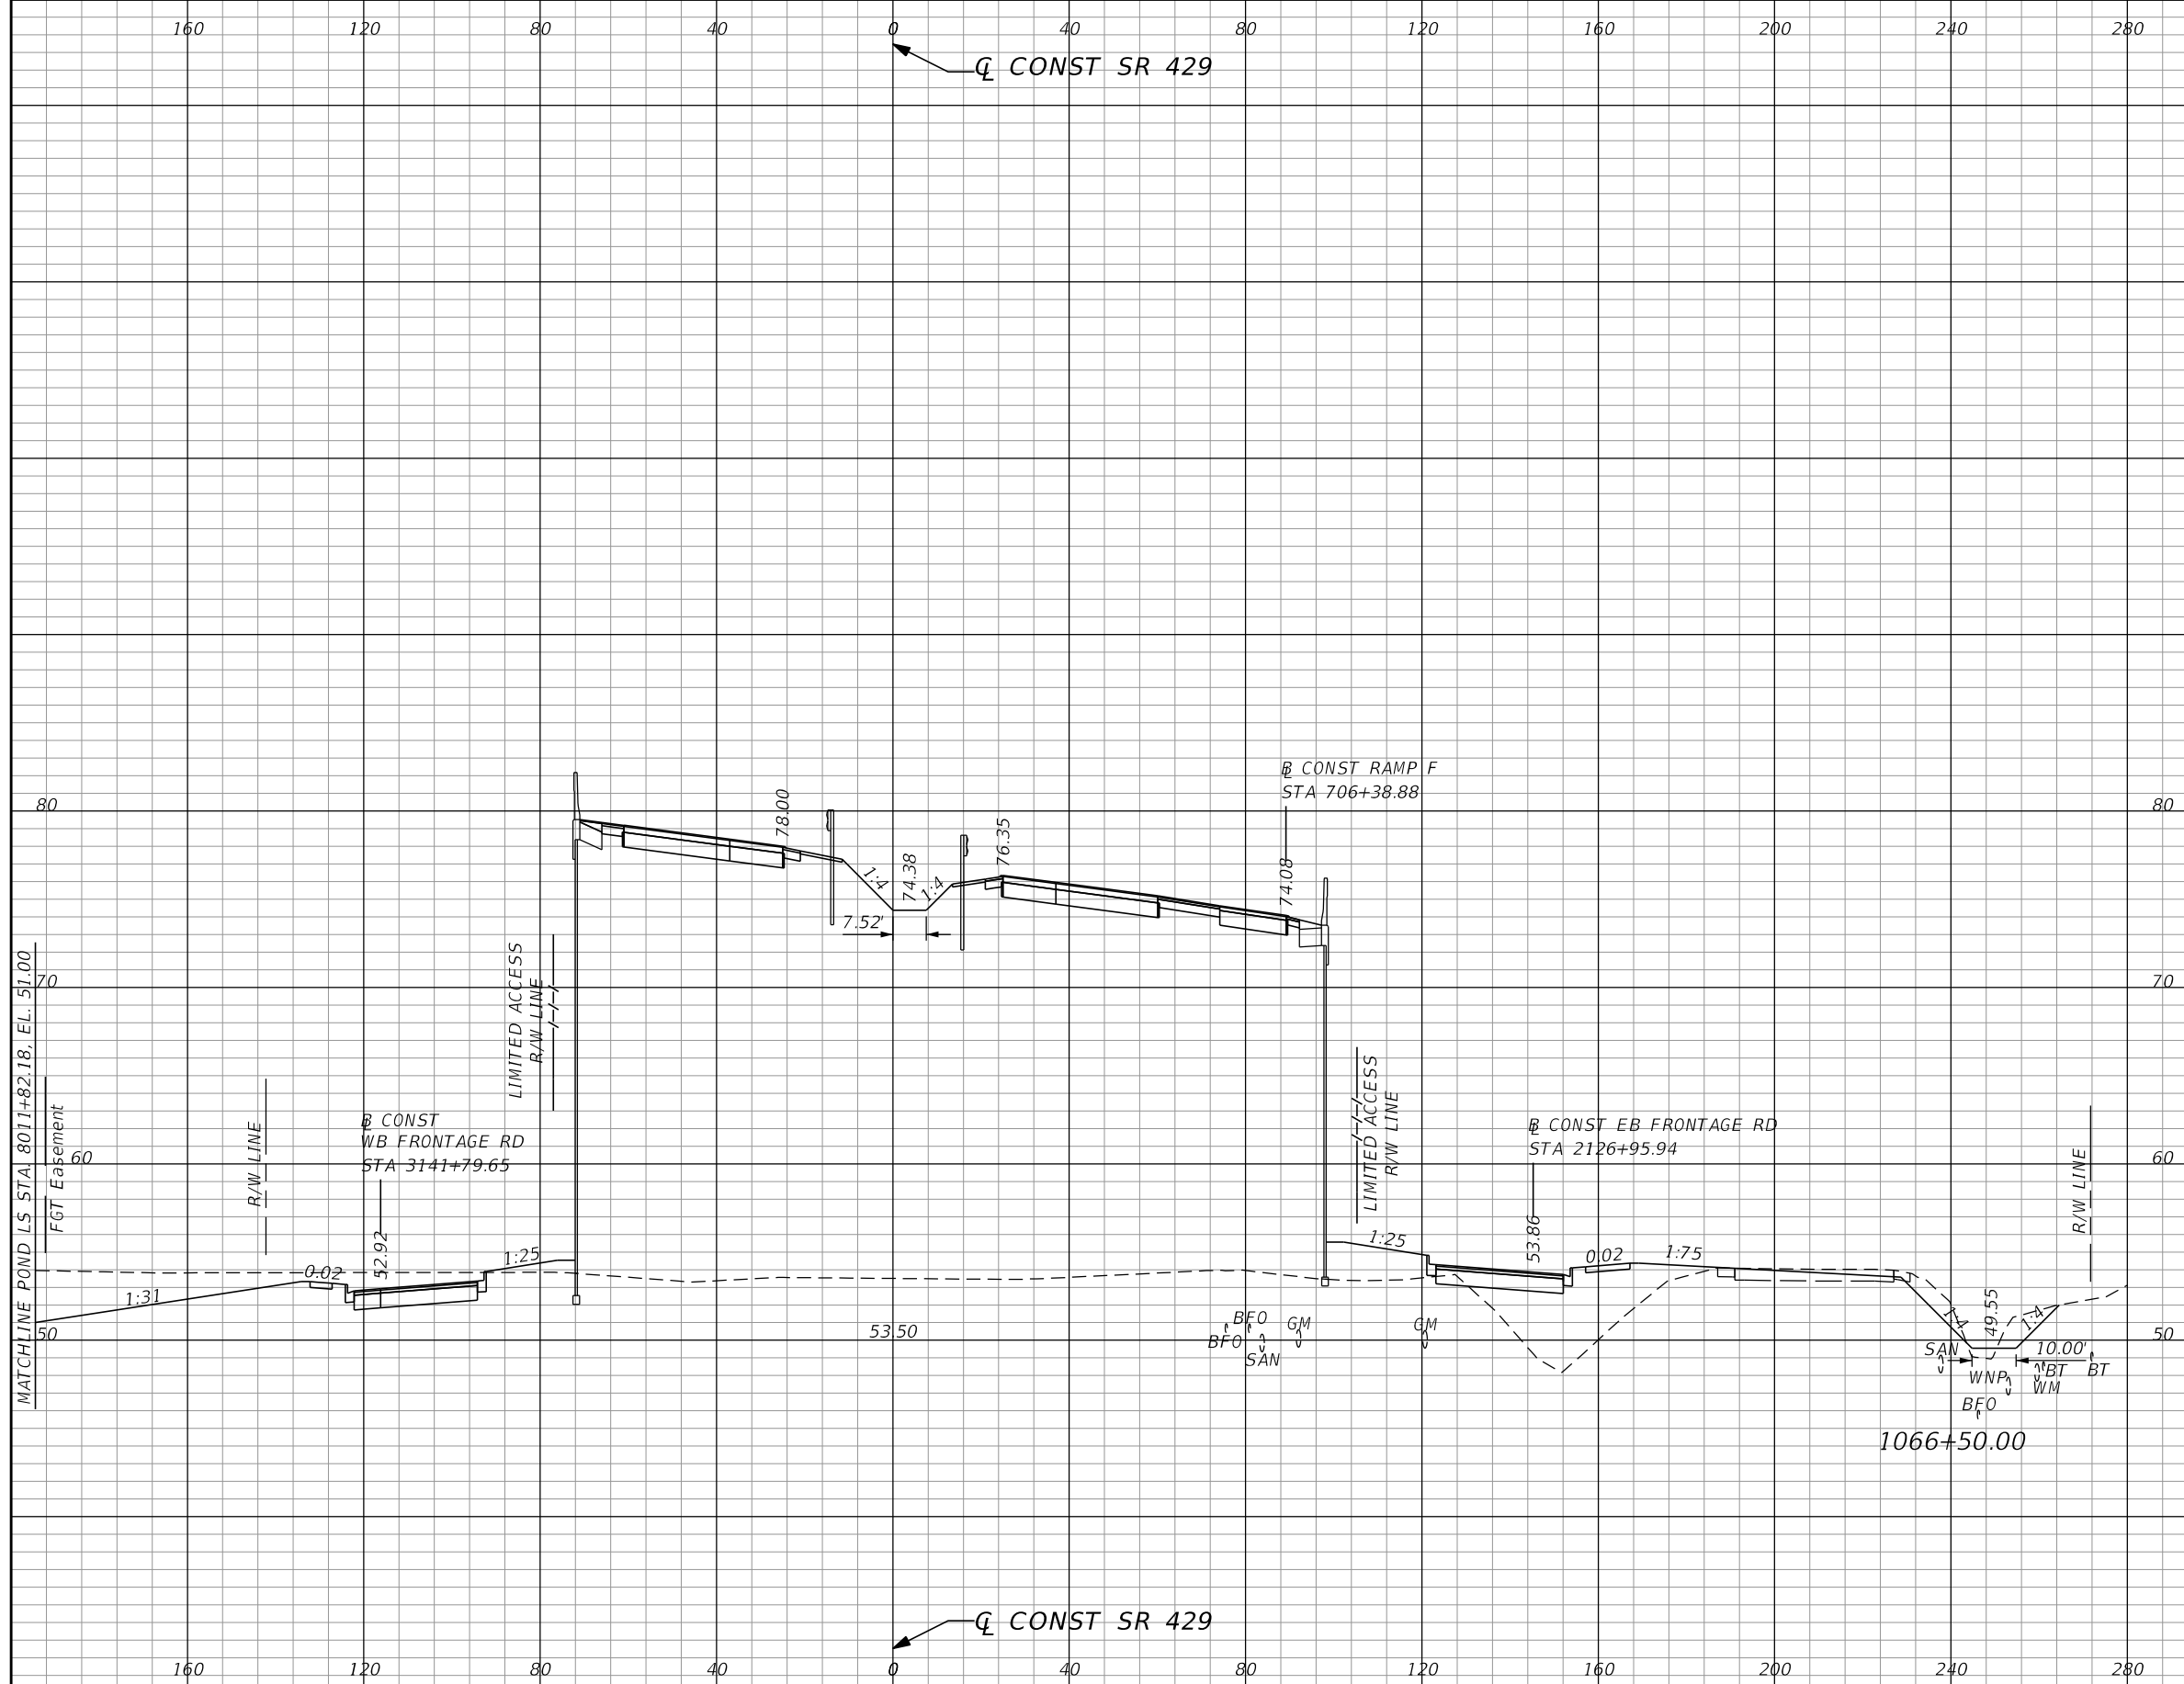 160 120 80 40 0 40 80 120 160 200 240 280
℄ CONST SR 429
℄ CONST RAMP F
STA 706+38.88
80 80
78.00
76.35
74.38
74.08
1:4
1:4
7.52'
70 70
LIMITED ACCESS
R/W LINE
MATCHLINE POND LS STA. 8011+82.18, EL. 51.00
FGT Easement
R/W LINE
LIMITED ACCESS
R/W LINE
R/W LINE
60 60
℄ CONST
WB FRONTAGE RD
STA 3141+79.65
52.92
℄ CONST EB FRONTAGE RD
STA 2126+95.94
53.86
1:31
0.02
1:25
1:25
0.02
1:75
1:4
49.55
1:4
50 50
53.50
BFO
BFO
SAN
GM
GM
SAN
10.00'
WNP
BT
BT
WM
BFO
1066+50.00
℄ CONST SR 429
160 120 80 40 0 40 80 120 160 200 240 280